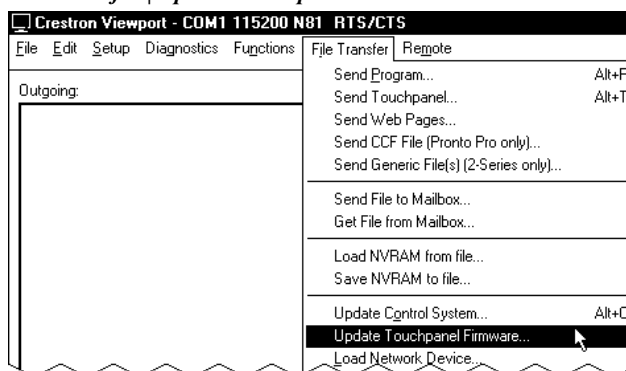 Crestron Viewport - COM1 115200 N81 RTS/CTS
File Edit Setup Diagnostics Functions File Transfer Remote
Send Program... Alt+F
Outgoing:
Send Touchpanel... Alt+T
Send Web Pages...
Send CCF File (Pronto Pro only)...
Send Generic File(s) (2-Series only)...
Send File to Mailbox...
Get File from Mailbox...
Load NVRAM from file...
Save NVRAM to file...
Update Control System... Alt+C
Update Touchpanel Firmware...
Load Network Device...